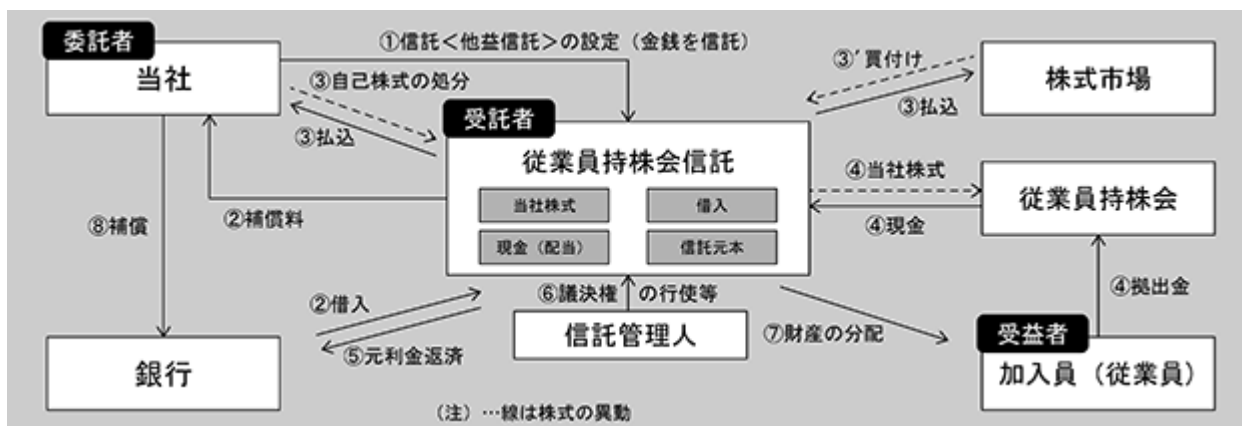 委託者
当社
①信託＜他益信託＞の設定（金銭を信託）
③自己株式の処分
③払込
受託者
従業員持株会信託
当社株式
借入
現金（配当）
信託元本
③’買付け
③払込
株式市場
④当社株式
④現金
従業員持株会
⑧補償
②補償料
②借入
⑤元利金返済
⑥議決権の行使等
信託管理人
⑦財産の分配
④拠出金
受益者
加入員（従業員）
銀行
（注）…線は株式の異動